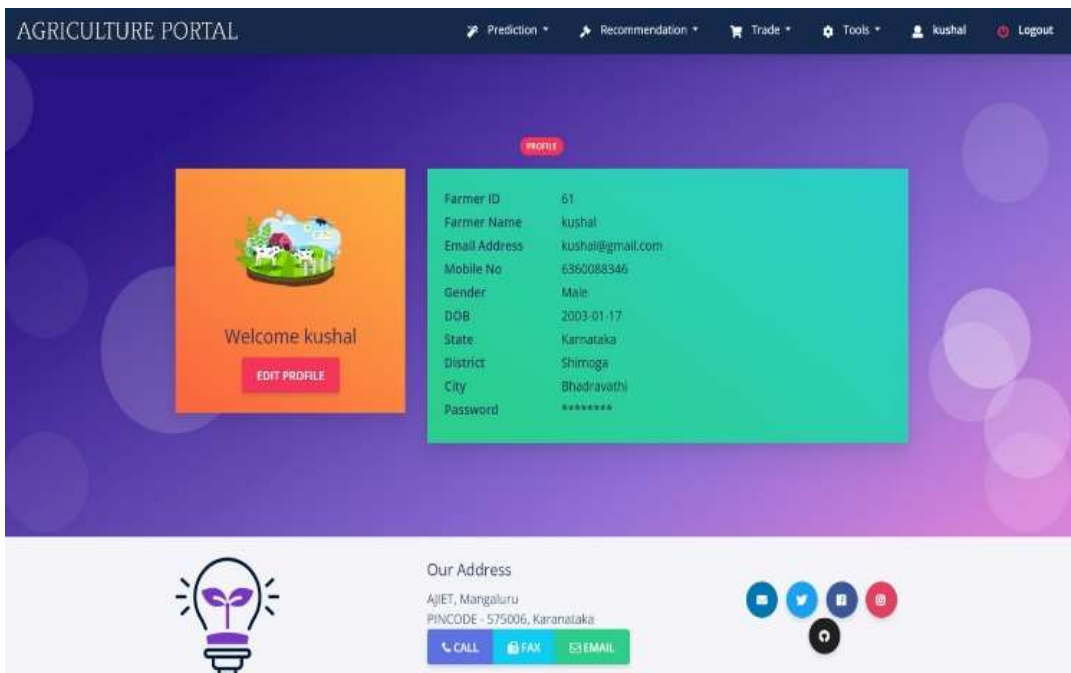 AGRICULTURE PORTAL
Prediction Recommendation Trade Tools kushal Logout
PROFILE
Welcome kushal
EDIT PROFILE
Farmer ID 61
Farmer Name kushal
Email Address kushal@gmail.com
Mobile No 6360088346
Gender Male
DOB 2003-01-17
State Karnataka
District Shimoga
City Bhadravathi
Password ********
Our Address
AJIET, Mangaluru
PINCODE - 575006, Karanataka
CALL FAX EMAIL